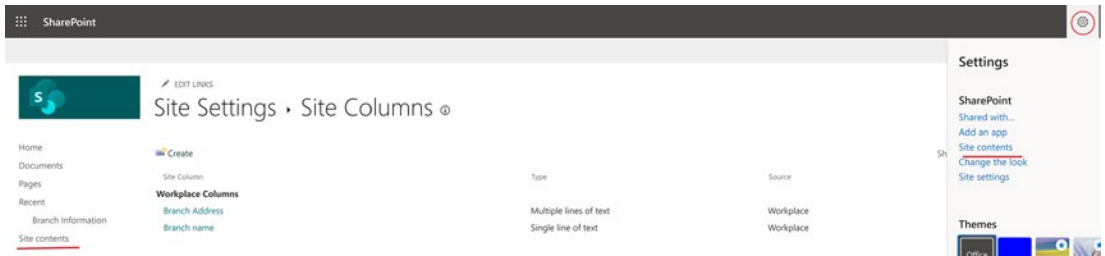 SharePoint
Settings
EDIT LINKS
S
Site Settings › Site Columns
SharePoint
Shared with...
Add an app
Home
Create
Sh
Site contents
Documents
Change the look
Site Column
Type
Source
Site settings
Pages
Workplace Columns
Recent
Branch Address
Multiple lines of text
Workplace
Branch Information
Branch name
Single line of text
Workplace
Themes
Site contents
Office